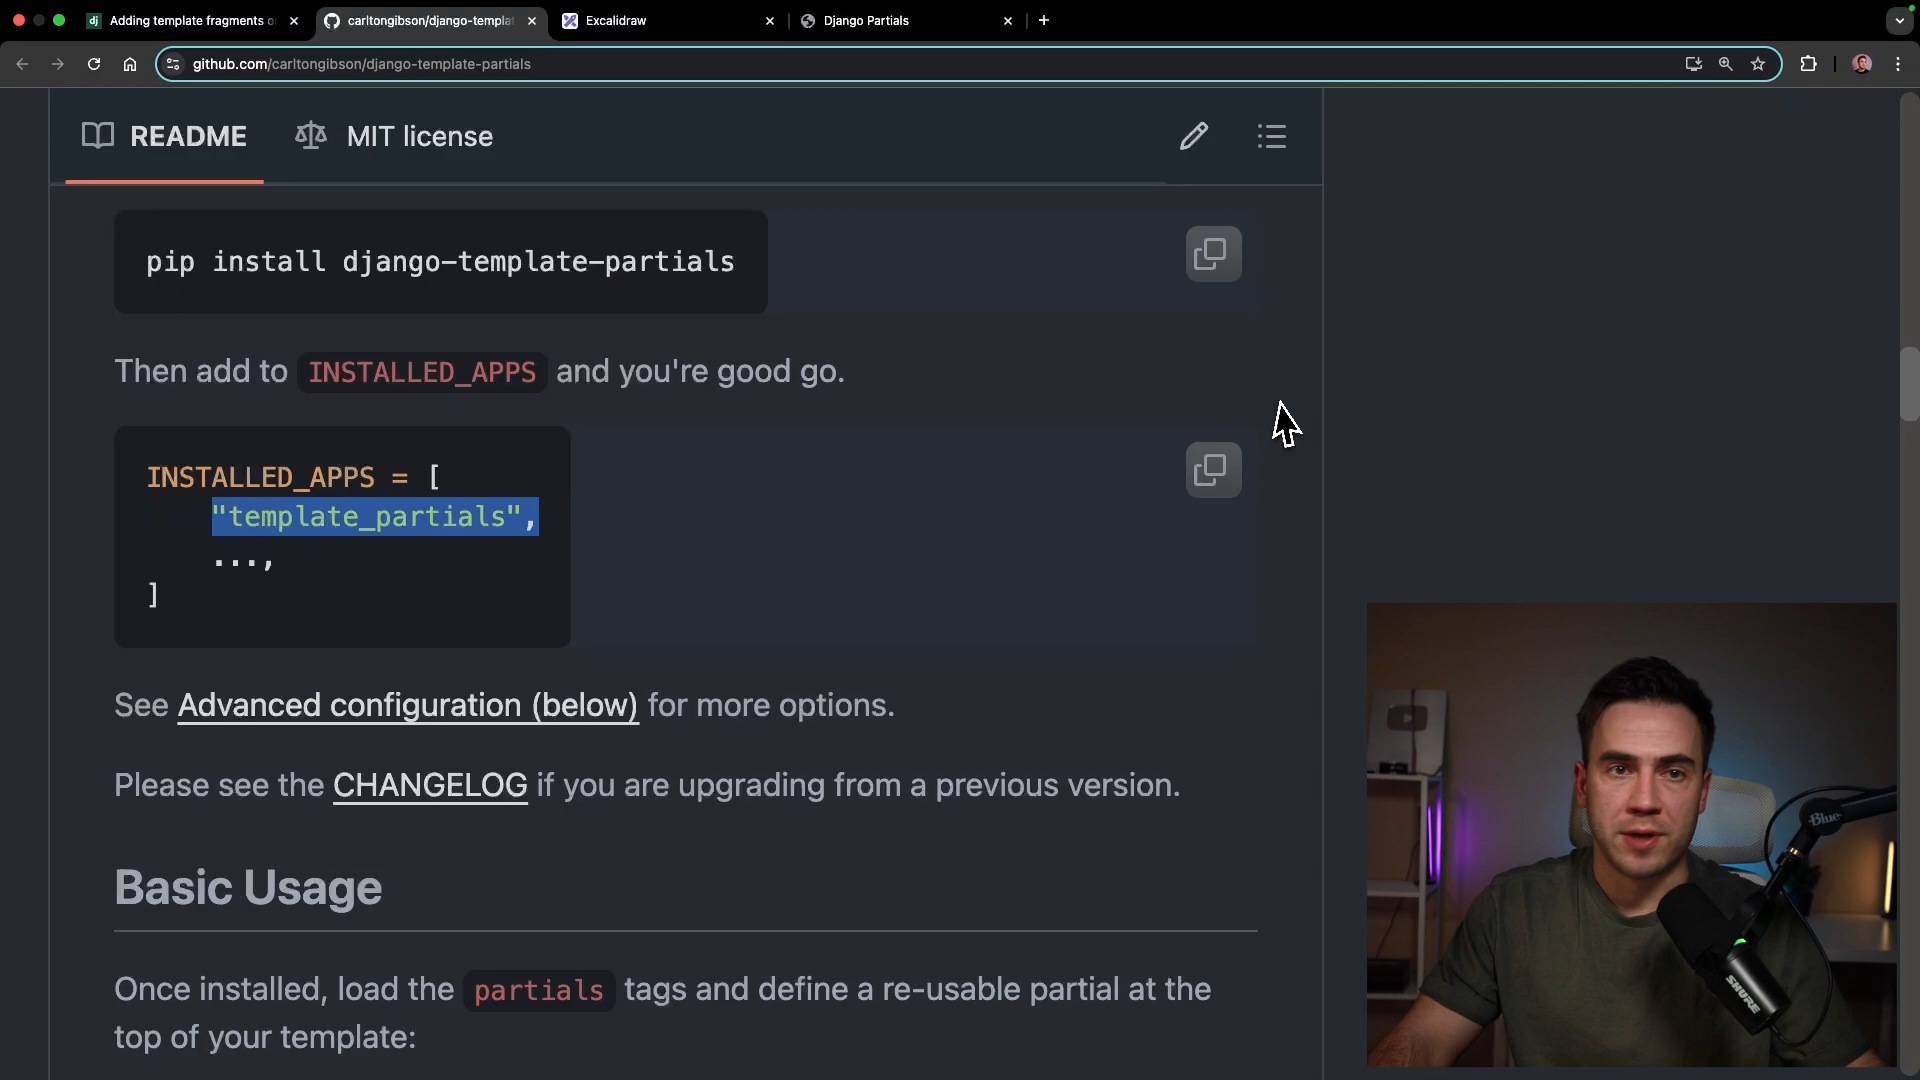 Adding template fragments o
carltongibson/django-templat
Excalidraw
Django Partials
github.com/carltongibson/django-template-partials
README
MIT license
pip install django-template-partials
Then add to INSTALLED_APPS and you're good go.
INSTALLED_APPS = [
"template_partials",
...,
]
See Advanced configuration (below) for more options.
Please see the CHANGELOG if you are upgrading from a previous version.
Basic Usage
Once installed, load the partials tags and define a re-usable partial at the
top of your template:
Blue
SHURE